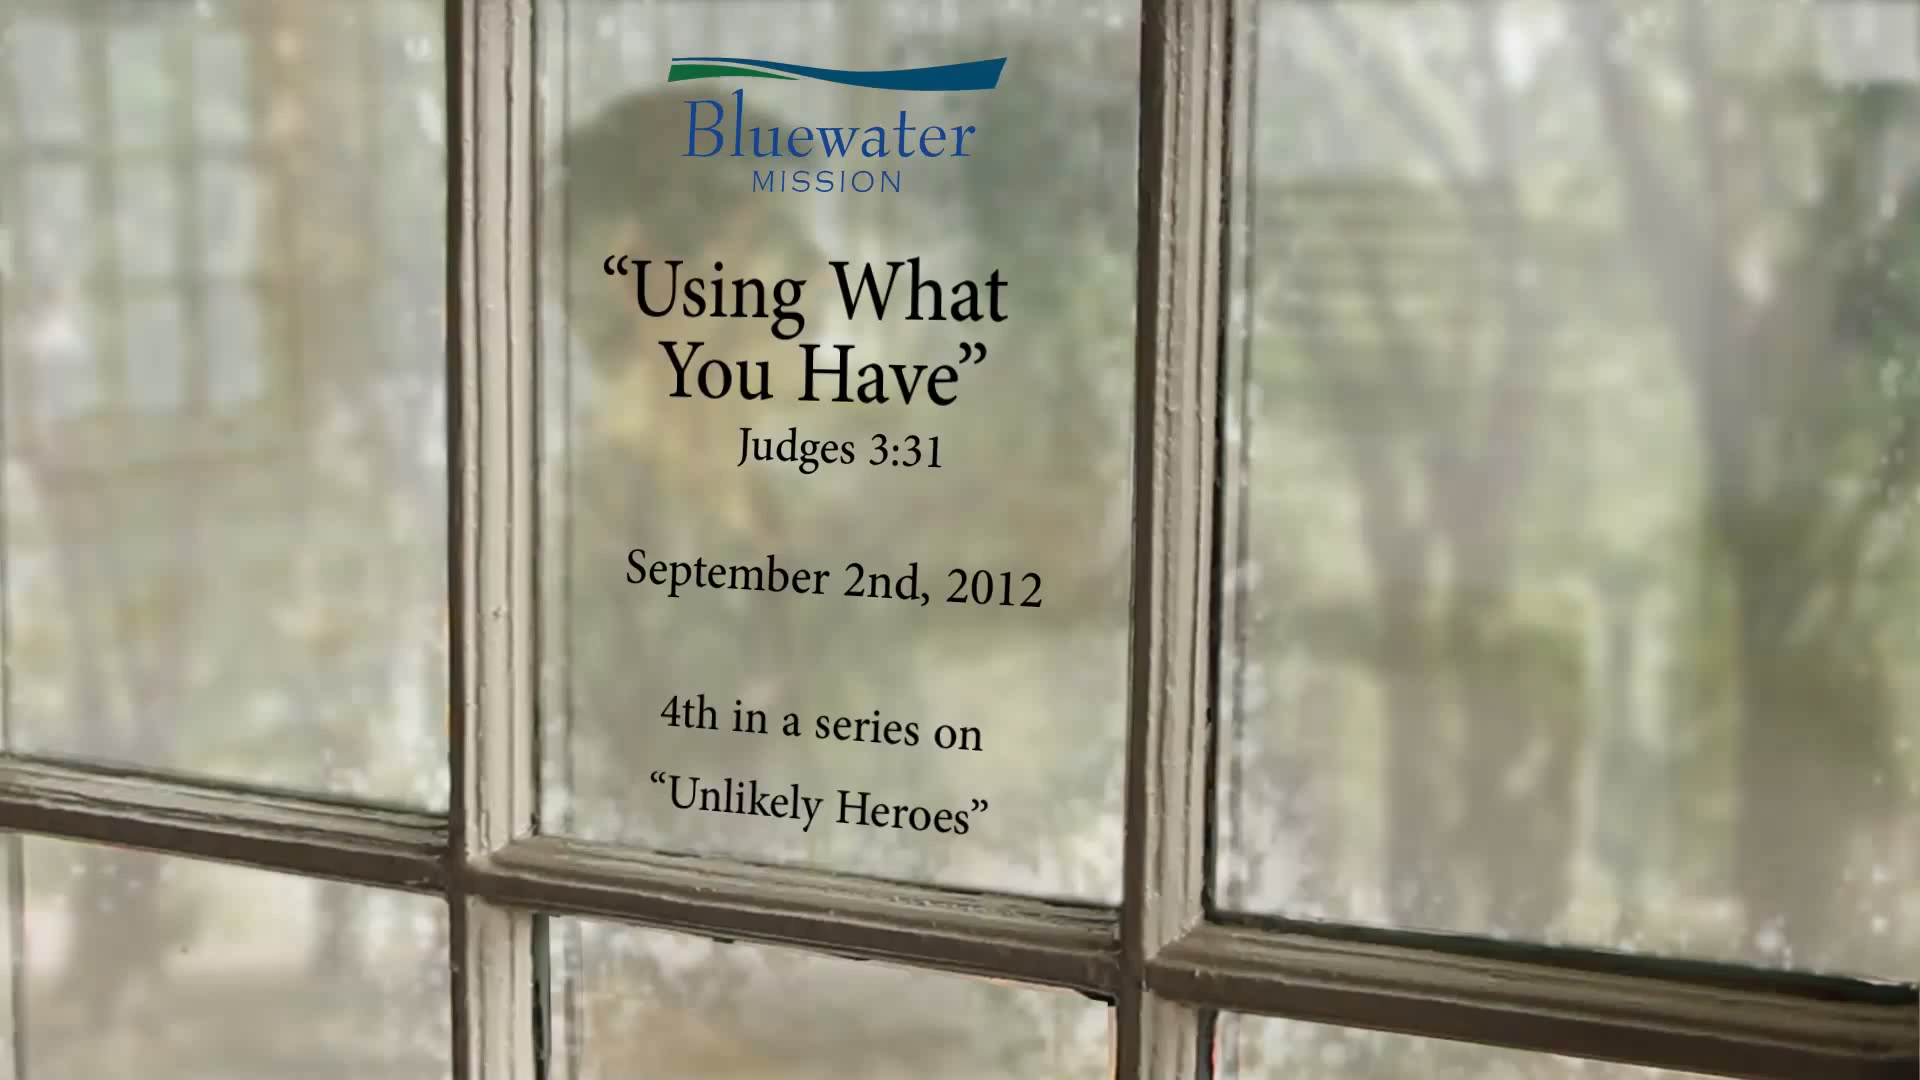 Bluewater
MISSION
“Using What
You Have”
Judges 3:31
September 2nd, 2012
4th in a series on
“Unlikely Heroes”